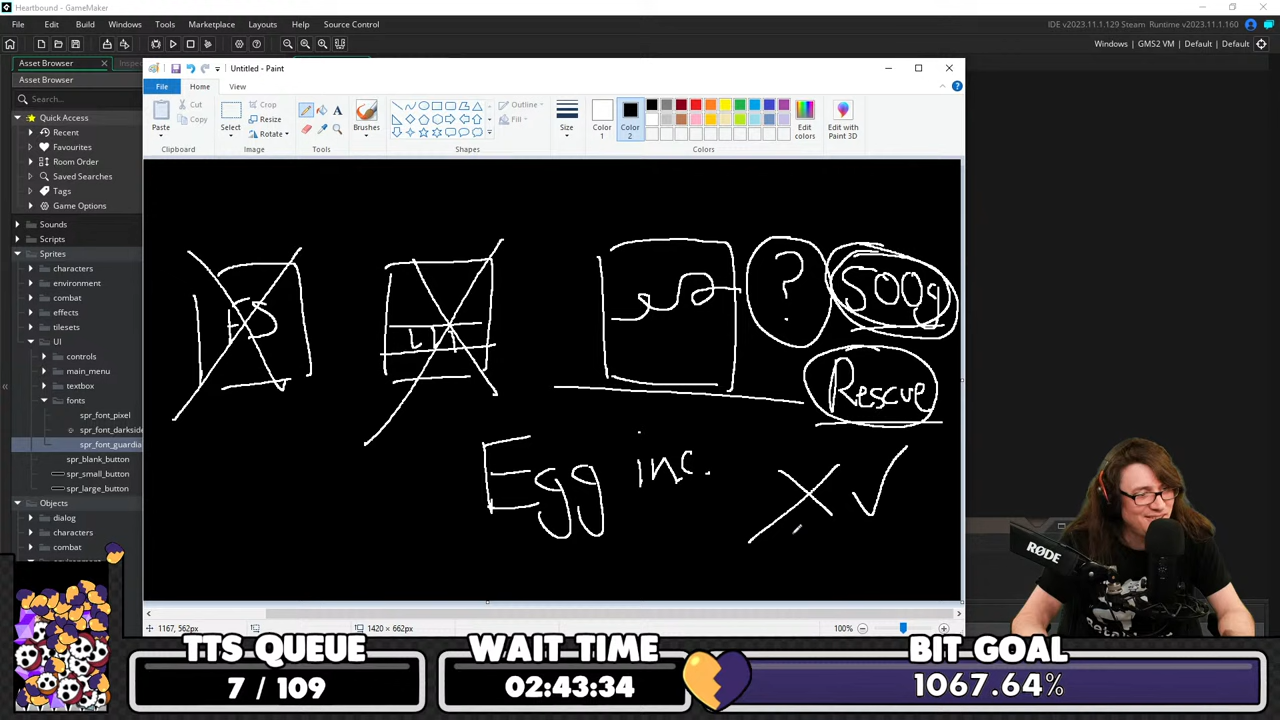 Heartbound - GameMaker
File Edit Build Windows Tools Marketplace Layouts Help Source Control
IDE v2023.11.1.129 Steam Runtime v2023.11.1.160
Windows | GMS2 VM | Default | Default
Asset Browser
Asset Browser
Search...
Quick Access
Recent
Favourites
Room Order
Saved Searches
Tags
Game Options
Sounds
Scripts
Sprites
characters
environment
combat
effects
tilesets
UI
controls
main_menu
textbox
fonts
spr_font_pixel
spr_font_darkside
spr_font_guardia
spr_blank_button
spr_small_button
spr_large_button
Objects
dialog
characters
combat
Untitled - Paint
File Home View
Paste
Cut
Copy
Clipboard
Select
Crop
Resize
Rotate
Image
Tools
Brushes
Shapes
Outline
Fill
Size
Color 1
Color 2
Edit colors
Edit with Paint 3D
Colors
? 500g
Rescue
Egg inc.
1167, 562px
1420 × 662px
100%
RØDE
TTS QUEUE
7 / 109
WAIT TIME
02:43:34
BIT GOAL
1067.64%